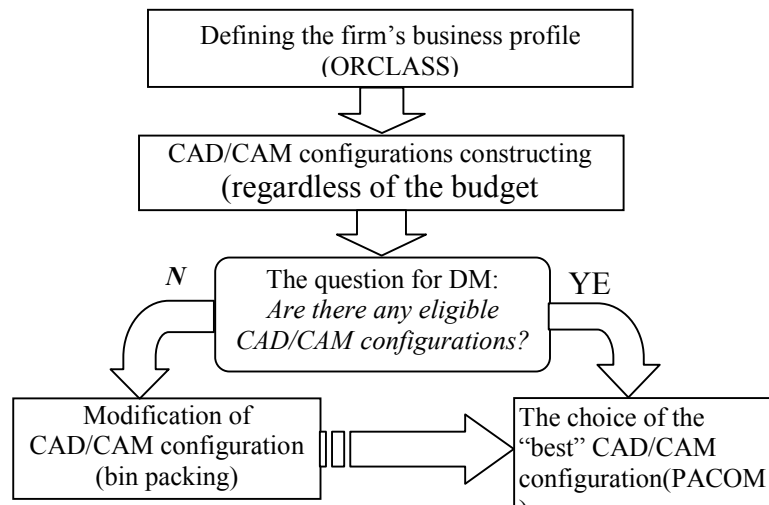 Defining the firm's business profile
(ORCLASS)
CAD/CAM configurations constructing
(regardless of the budget
N
The question for DM:
YE
Are there any eligible
CAD/CAM configurations?
Modification of
CAD/CAM configuration
(bin packing)
The choice of the
“best” CAD/CAM
configuration(PACOM
)